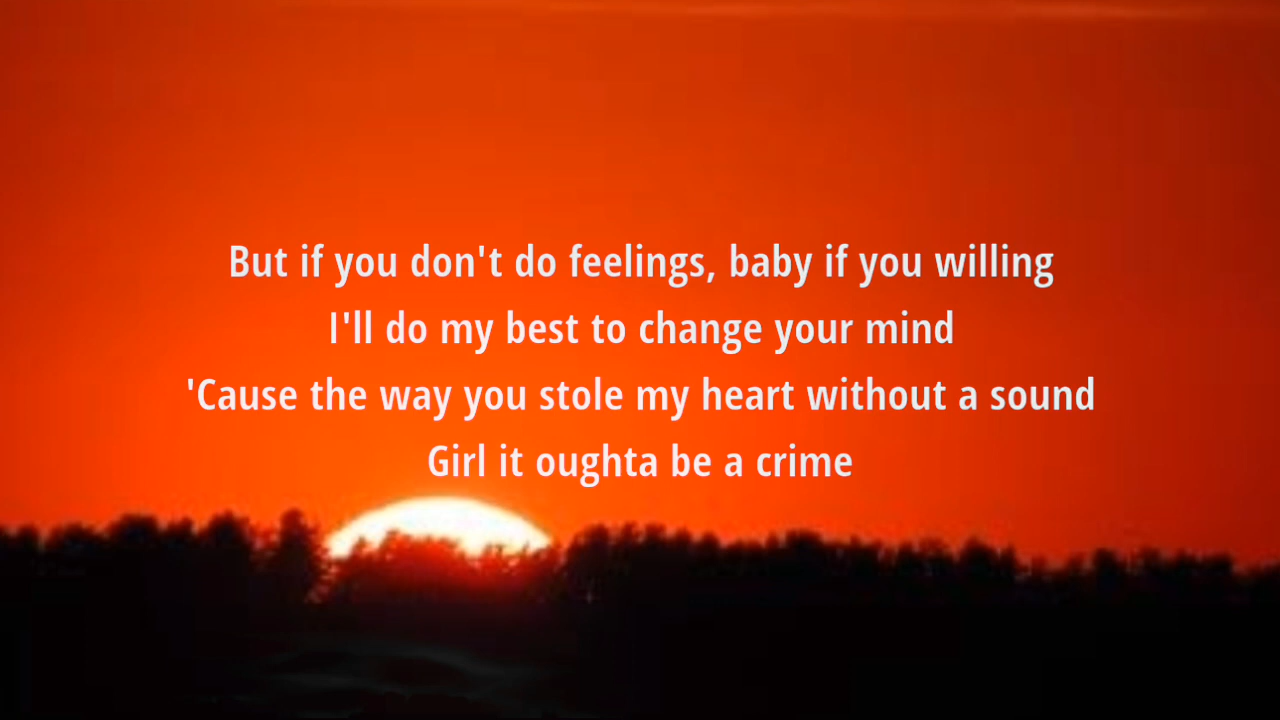 But if you don't do feelings, baby if you willing
I'll do my best to change your mind
'Cause the way you stole my heart without a sound
Girl it oughta be a crime